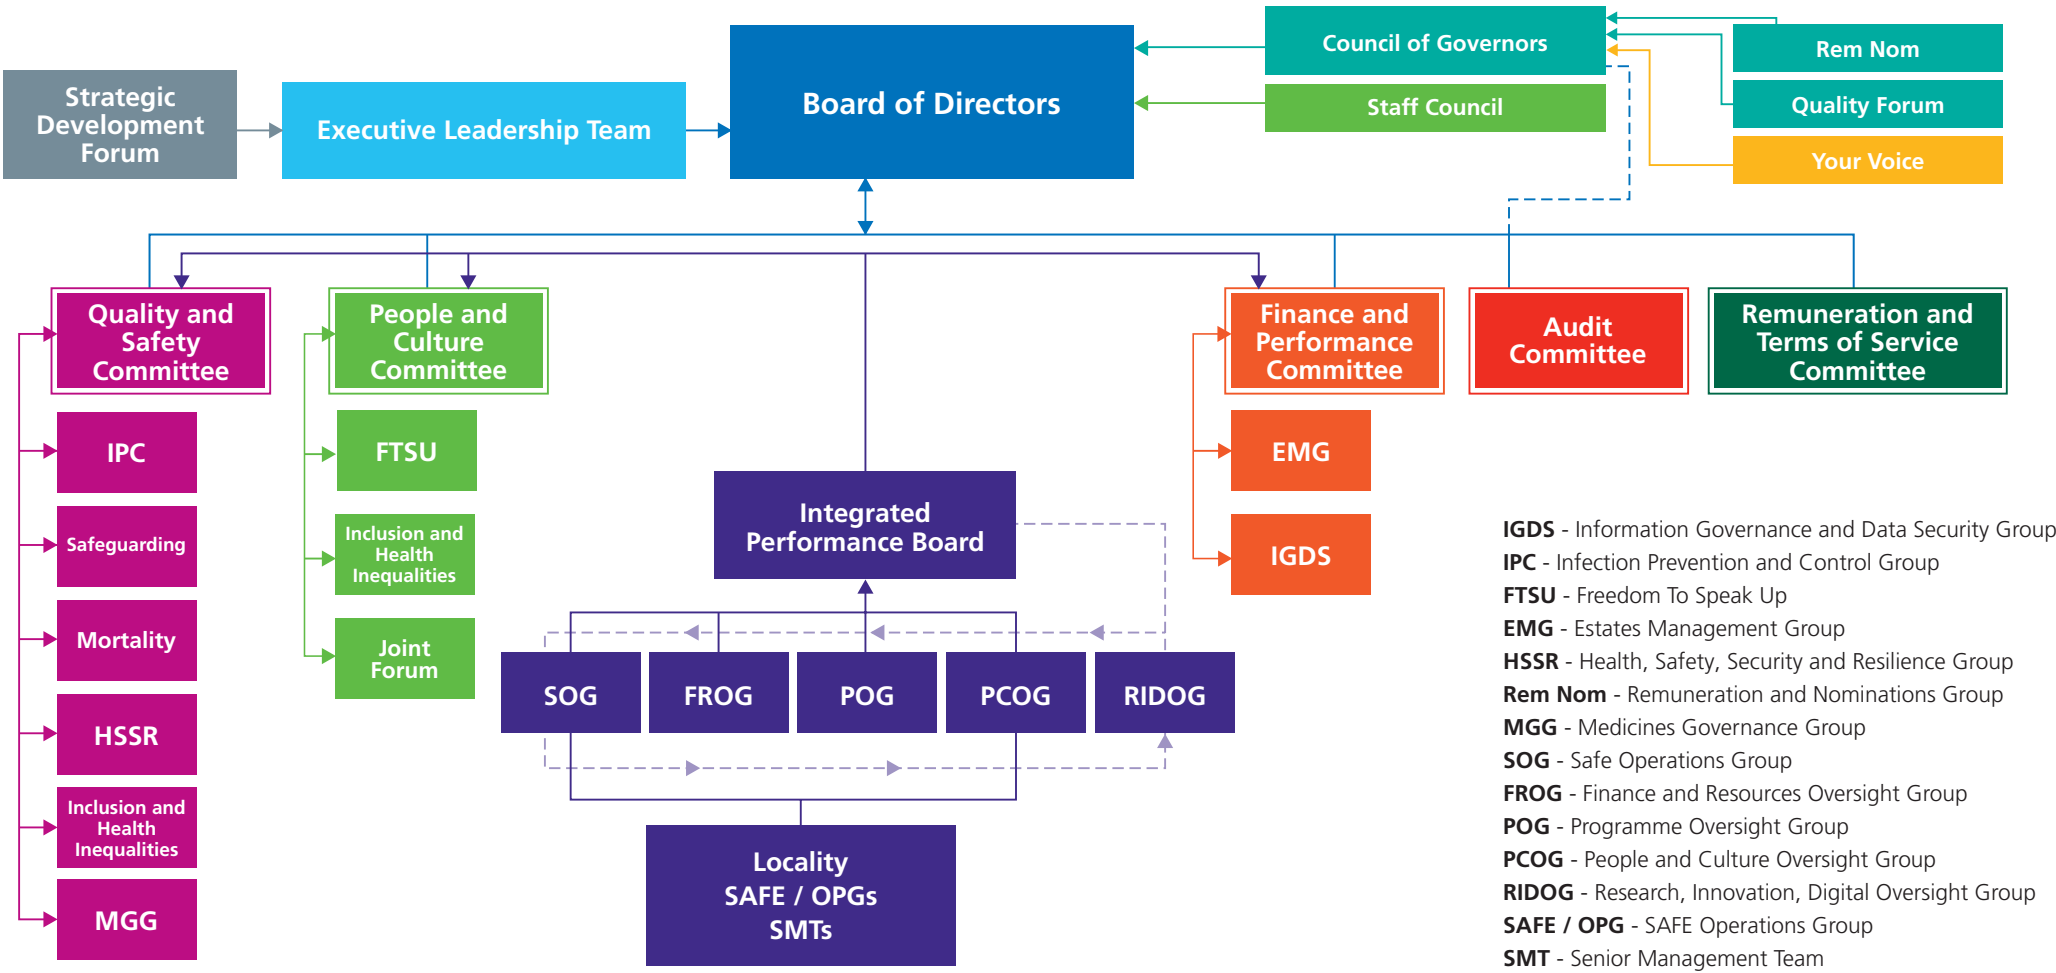 Strategic
Development
Forum
Executive Leadership Team
Board of Directors
Council of Governors
Staff Council
Rem Nom
Quality Forum
Your Voice
Quality and
Safety
Committee
People and
Culture
Committee
Finance and
Performance
Committee
Audit
Committee
Remuneration and
Terms of Service
Committee
IPC
Safeguarding
Mortality
HSSR
Inclusion and
Health
Inequalities
MGG
FTSU
Inclusion and
Health
Inequalities
Joint
Forum
Integrated
Performance Board
SOG
FROG
POG
PCOG
RIDOG
Locality
SAFE / OPGs
SMTs
EMG
IGDS
IGDS - Information Governance and Data Security Group
IPC - Infection Prevention and Control Group
FTSU - Freedom To Speak Up
EMG - Estates Management Group
HSSR - Health, Safety, Security and Resilience Group
Rem Nom - Remuneration and Nominations Group
MGG - Medicines Governance Group
SOG - Safe Operations Group
FROG - Finance and Resources Oversight Group
POG - Programme Oversight Group
PCOG - People and Culture Oversight Group
RIDOG - Research, Innovation, Digital Oversight Group
SAFE / OPG - SAFE Operations Group
SMT - Senior Management Team